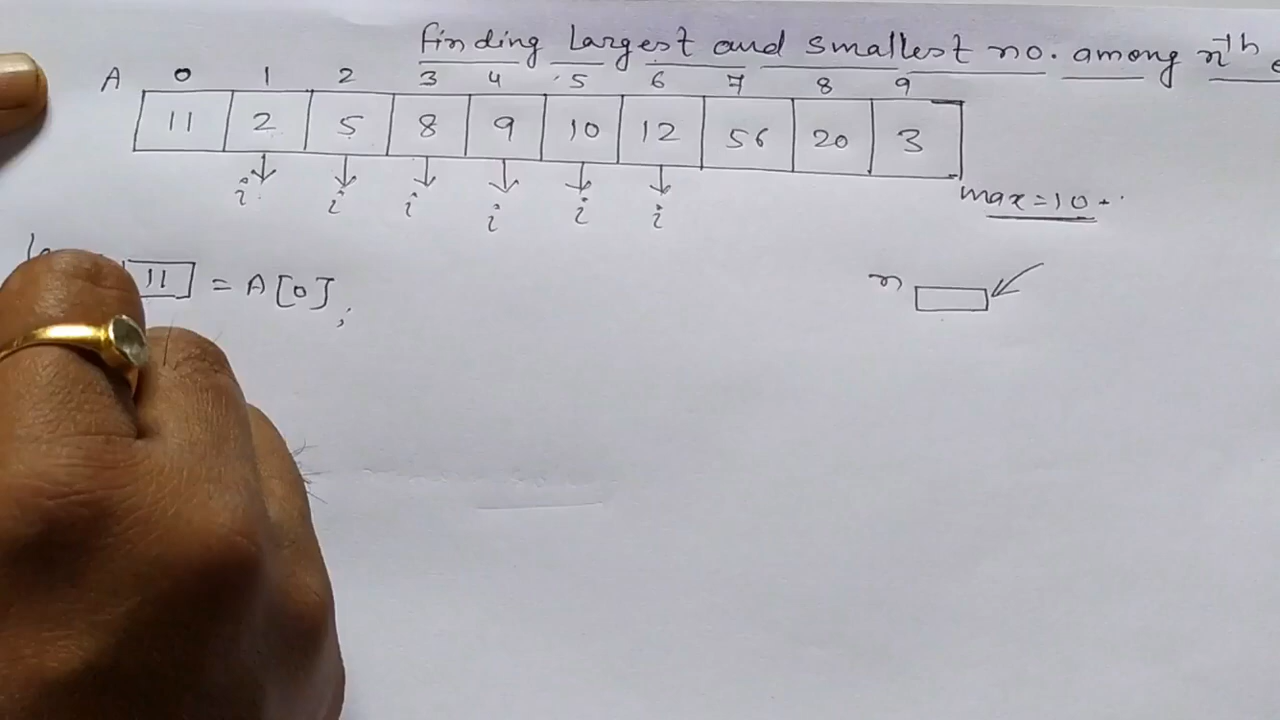 Finding Largest and smallest no. among nth
A 0 1 2 3 4 5 6 7 8 9
11 2 5 8 9 10 12 56 20 3
i i i i i i
max=10
11 = A[0];
n